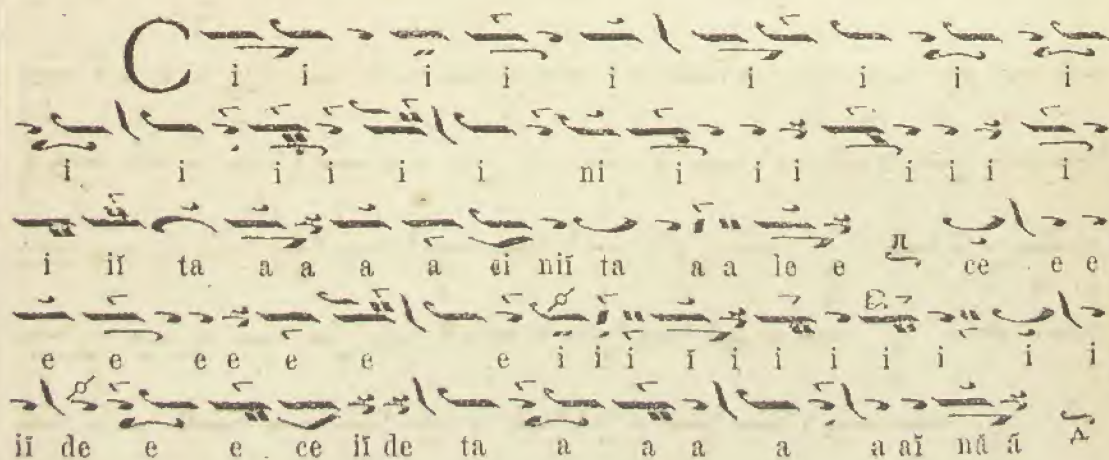 C i i i i i i i i i
i i i i i i ni i i i i i i i
i iĭ ta a a a a ei niĭ ta a a le e п ce e e
e e e e e e e i i i ĭ i i i i i i i
iĭ de e e ce iĭ de ta a a a a a aĭ nă ă Δ